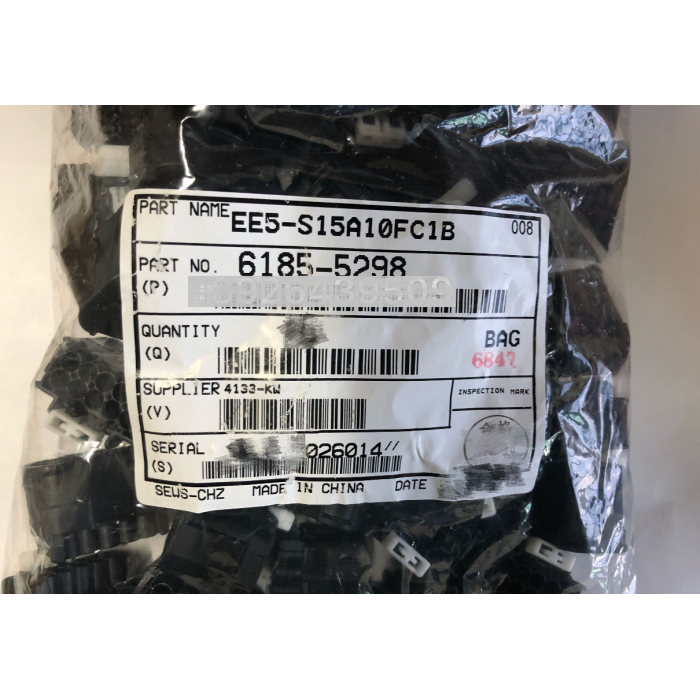 PART NAME EE5-S15A10FC1B 008
PART NO. 6185-5298
(P)
QUANTITY BAG
(Q) 6847
SUPPLIER 4133-KW INSPECTION MARK
(V)
SERIAL 026014//
(S)
SEWS-CHZ MADE IN CHINA DATE